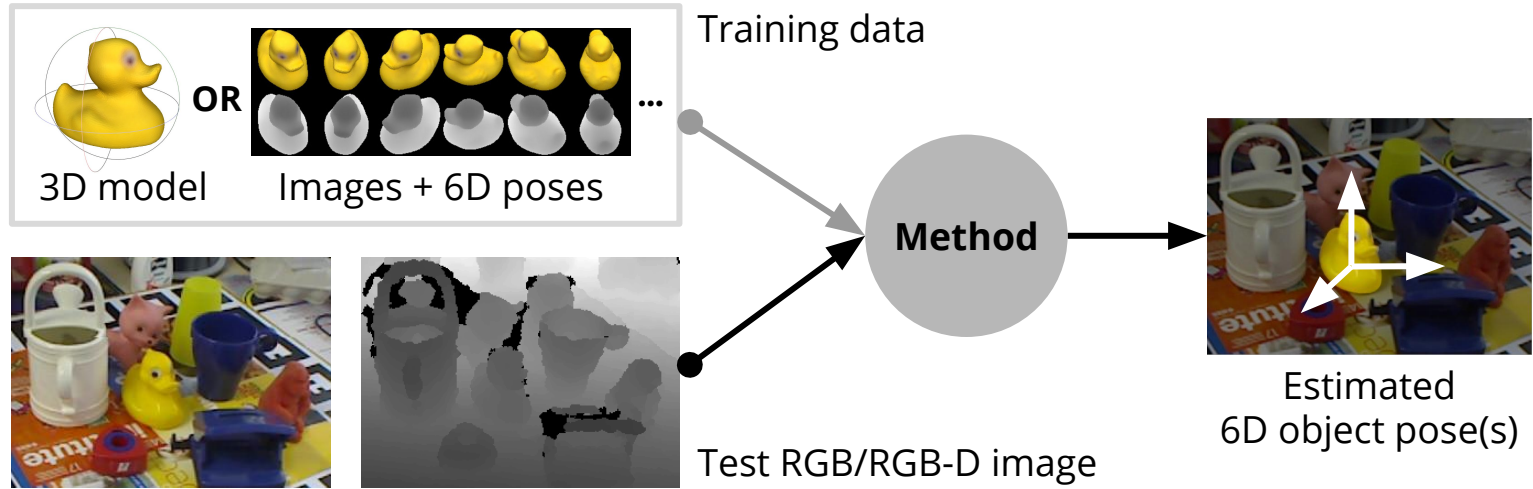 Training data
OR
...
3D model
Images + 6D poses
Method
Estimated
6D object pose(s)
Test RGB/RGB-D image